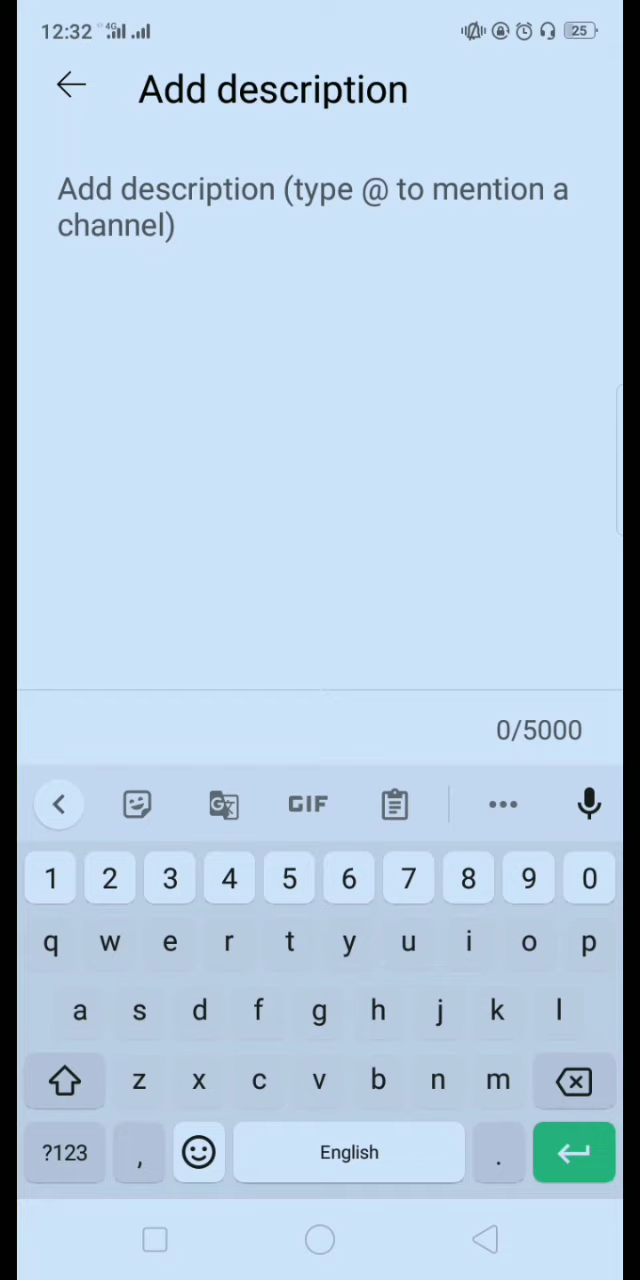 12:32 4G 25
Add description
Add description (type @ to mention a
channel)
0/5000
GIF
1 2 3 4 5 6 7 8 9 0
q w e r t y u i o p
a s d f g h j k l
z x c v b n m
?123 , English .